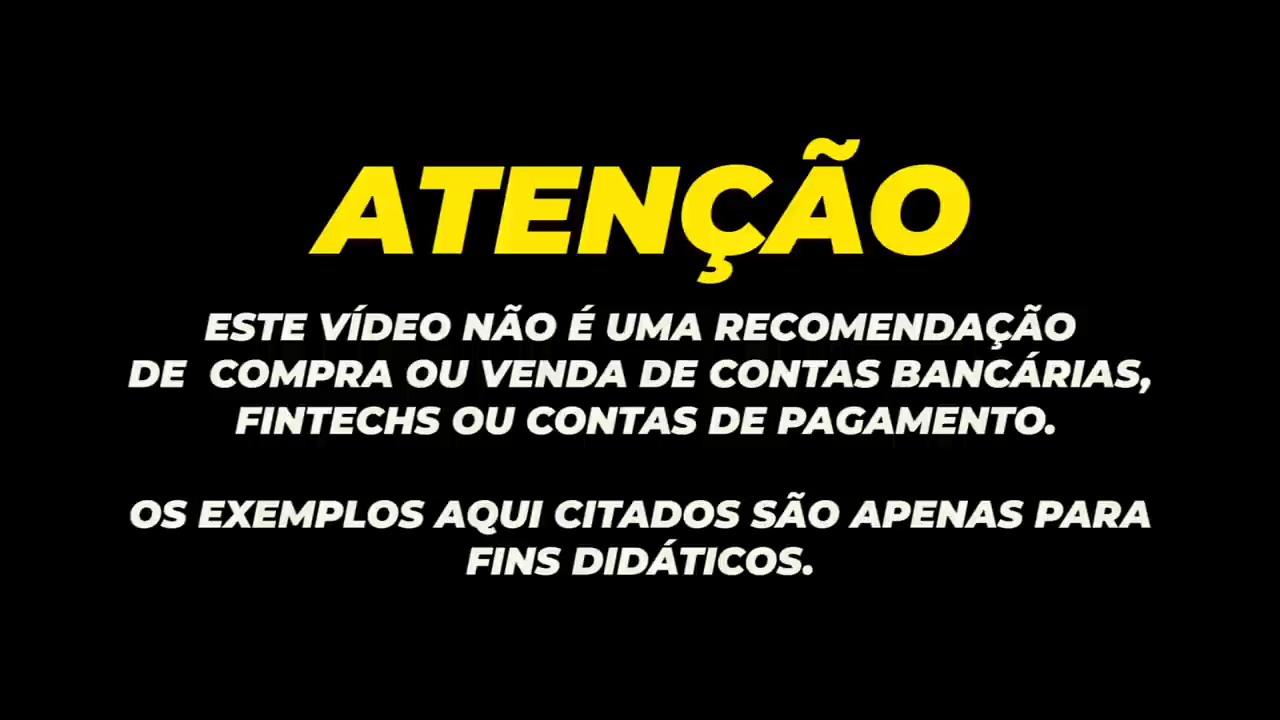 ATENÇÃO
ESTE VÍDEO NÃO É UMA RECOMENDAÇÃO
DE COMPRA OU VENDA DE CONTAS BANCÁRIAS,
FINTECHS OU CONTAS DE PAGAMENTO.
OS EXEMPLOS AQUI CITADOS SÃO APENAS PARA
FINS DIDÁTICOS.